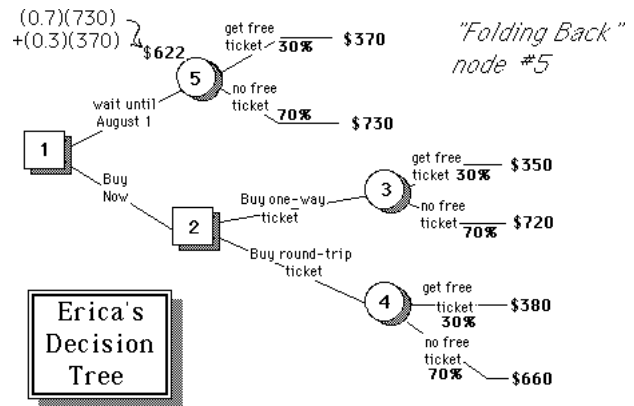 (0.7)(730)
+(0.3)(370)
$622
"Folding Back"
node #5
get free
ticket
30%
$370
5
no free
ticket
70%
$730
wait until
August 1
1
Buy
Now
2
Buy one-way
ticket
3
get free
ticket 30%
$350
no free
ticket
70%
$720
Buy round-trip
ticket
4
get free
ticket
30%
$380
no free
ticket
70%
$660
Erica's
Decision
Tree